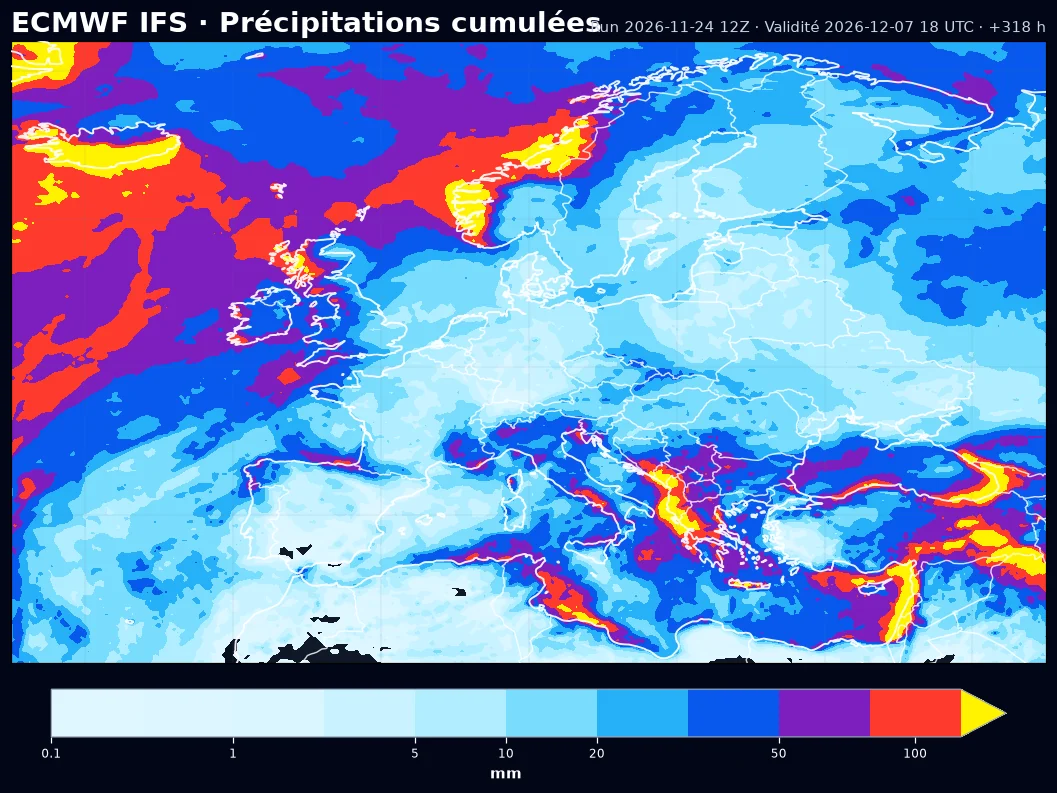 ECMWF IFS · Précipitations cumulées
Run 2026-11-24 12Z · Validité 2026-12-07 18 UTC · +318 h
0.1 1 5 10 20 50 100
mm